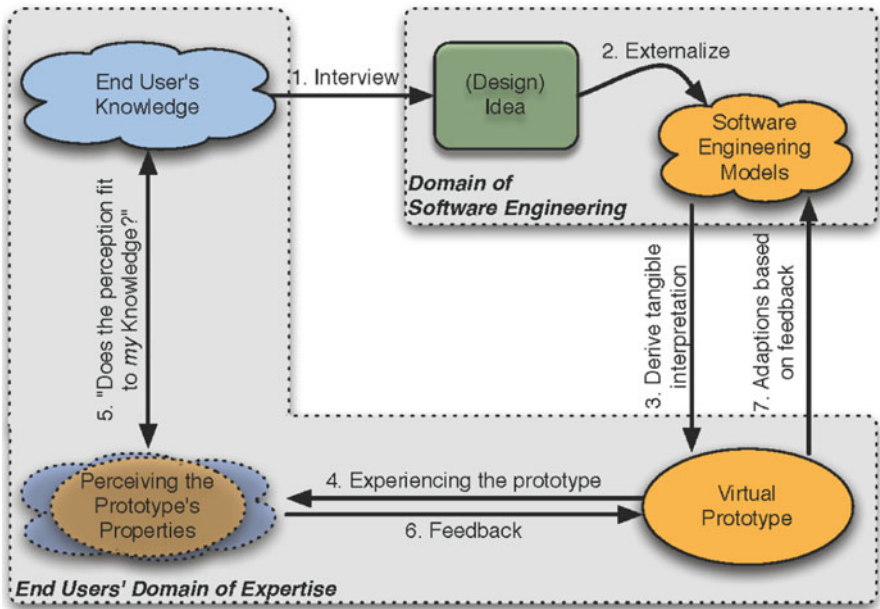 End User's
Knowledge
1. Interview
(Design)
Idea
2. Externalize
Software
Engineering
Models
Domain of
Software Engineering
5. "Does the perception fit
to my Knowledge?"
3. Derive tangible
interpretation
7. Adaptions based
on feedback
Perceiving the
Prototype's
Properties
4. Experiencing the prototype
6. Feedback
Virtual
Prototype
End Users' Domain of Expertise